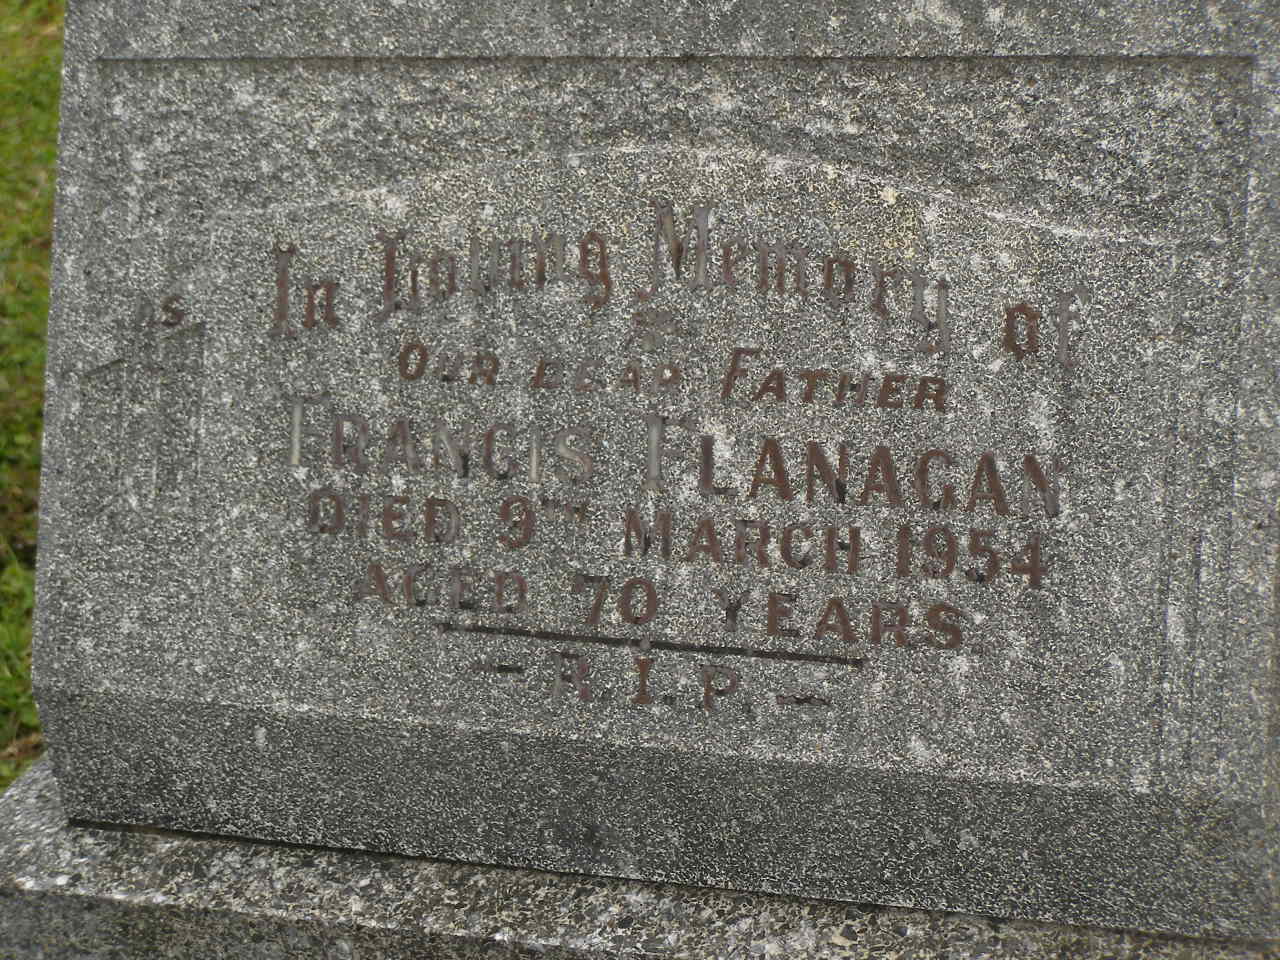 In Loving Memory of
OUR DEAR FATHER
FRANCIS FLANAGAN
DIED 9TH MARCH 1954
AGED 70 YEARS.
- R.I.P. -